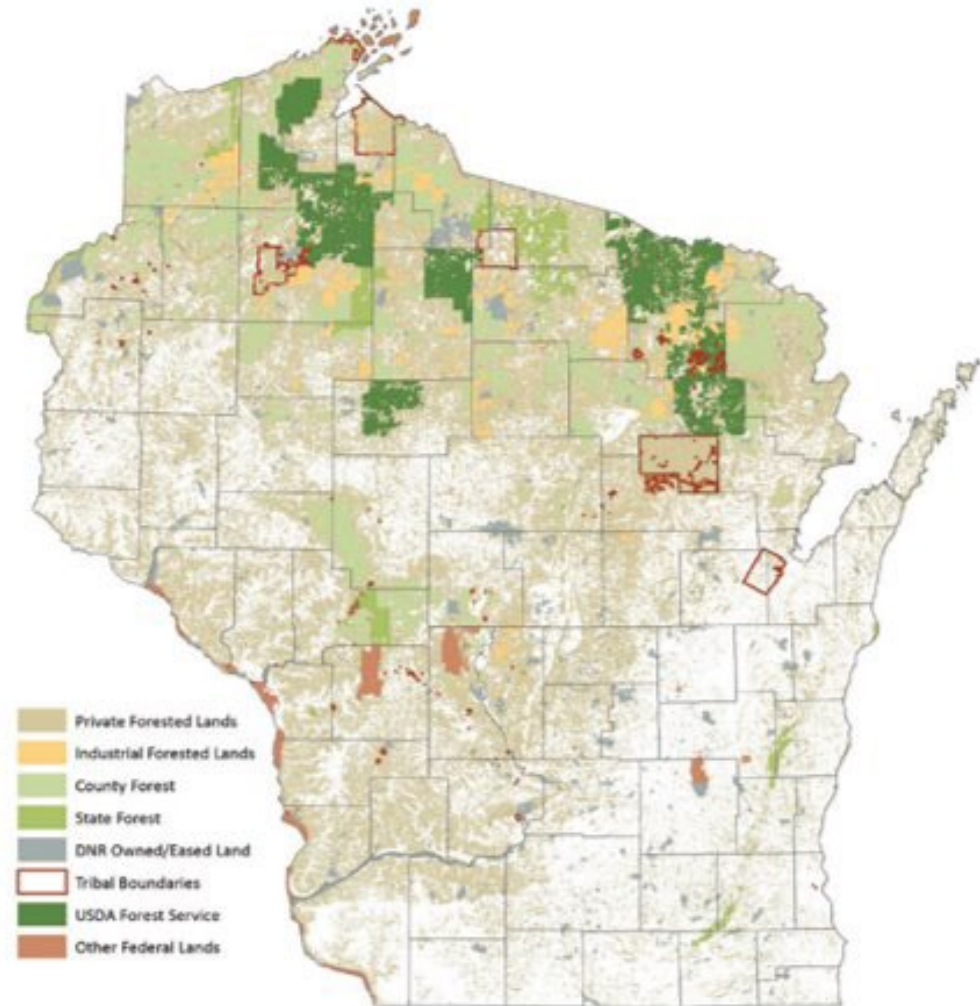 Private Forested Lands
Industrial Forested Lands
County Forest
State Forest
DNR Owned/Eased Land
Tribal Boundaries
USDA Forest Service
Other Federal Lands